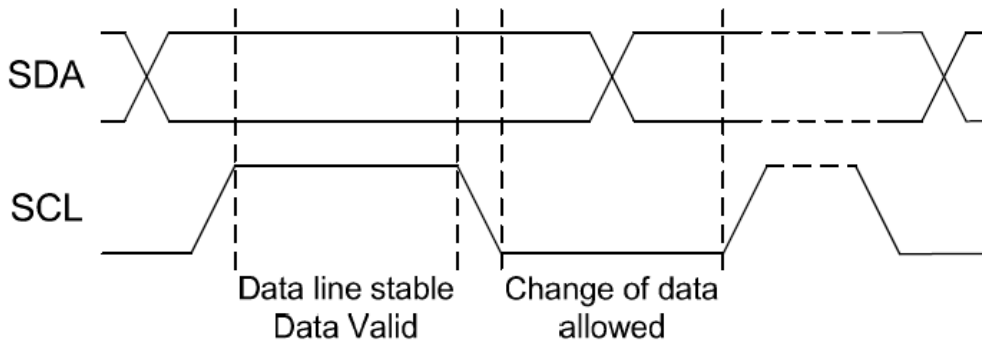 SDA
SCL
Data line stable
Data Valid
Change of data
allowed